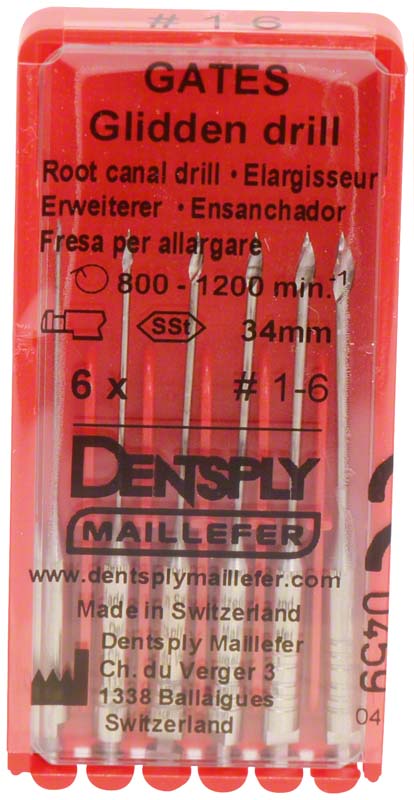 # 1-6
GATES
Glidden drill
Root canal drill · Elargisseur
Erweiterer · Ensanchador
Fresa per allargare
800 - 1200 min.-1
SSt 34mm
6 x # 1-6
DENTSPLY
MAILLEFER
www.dentsplymaillefer.com
Made in Switzerland
Dentsply Maillefer
Ch. du Verger 3
1338 Ballaigues
Switzerland
0459
04